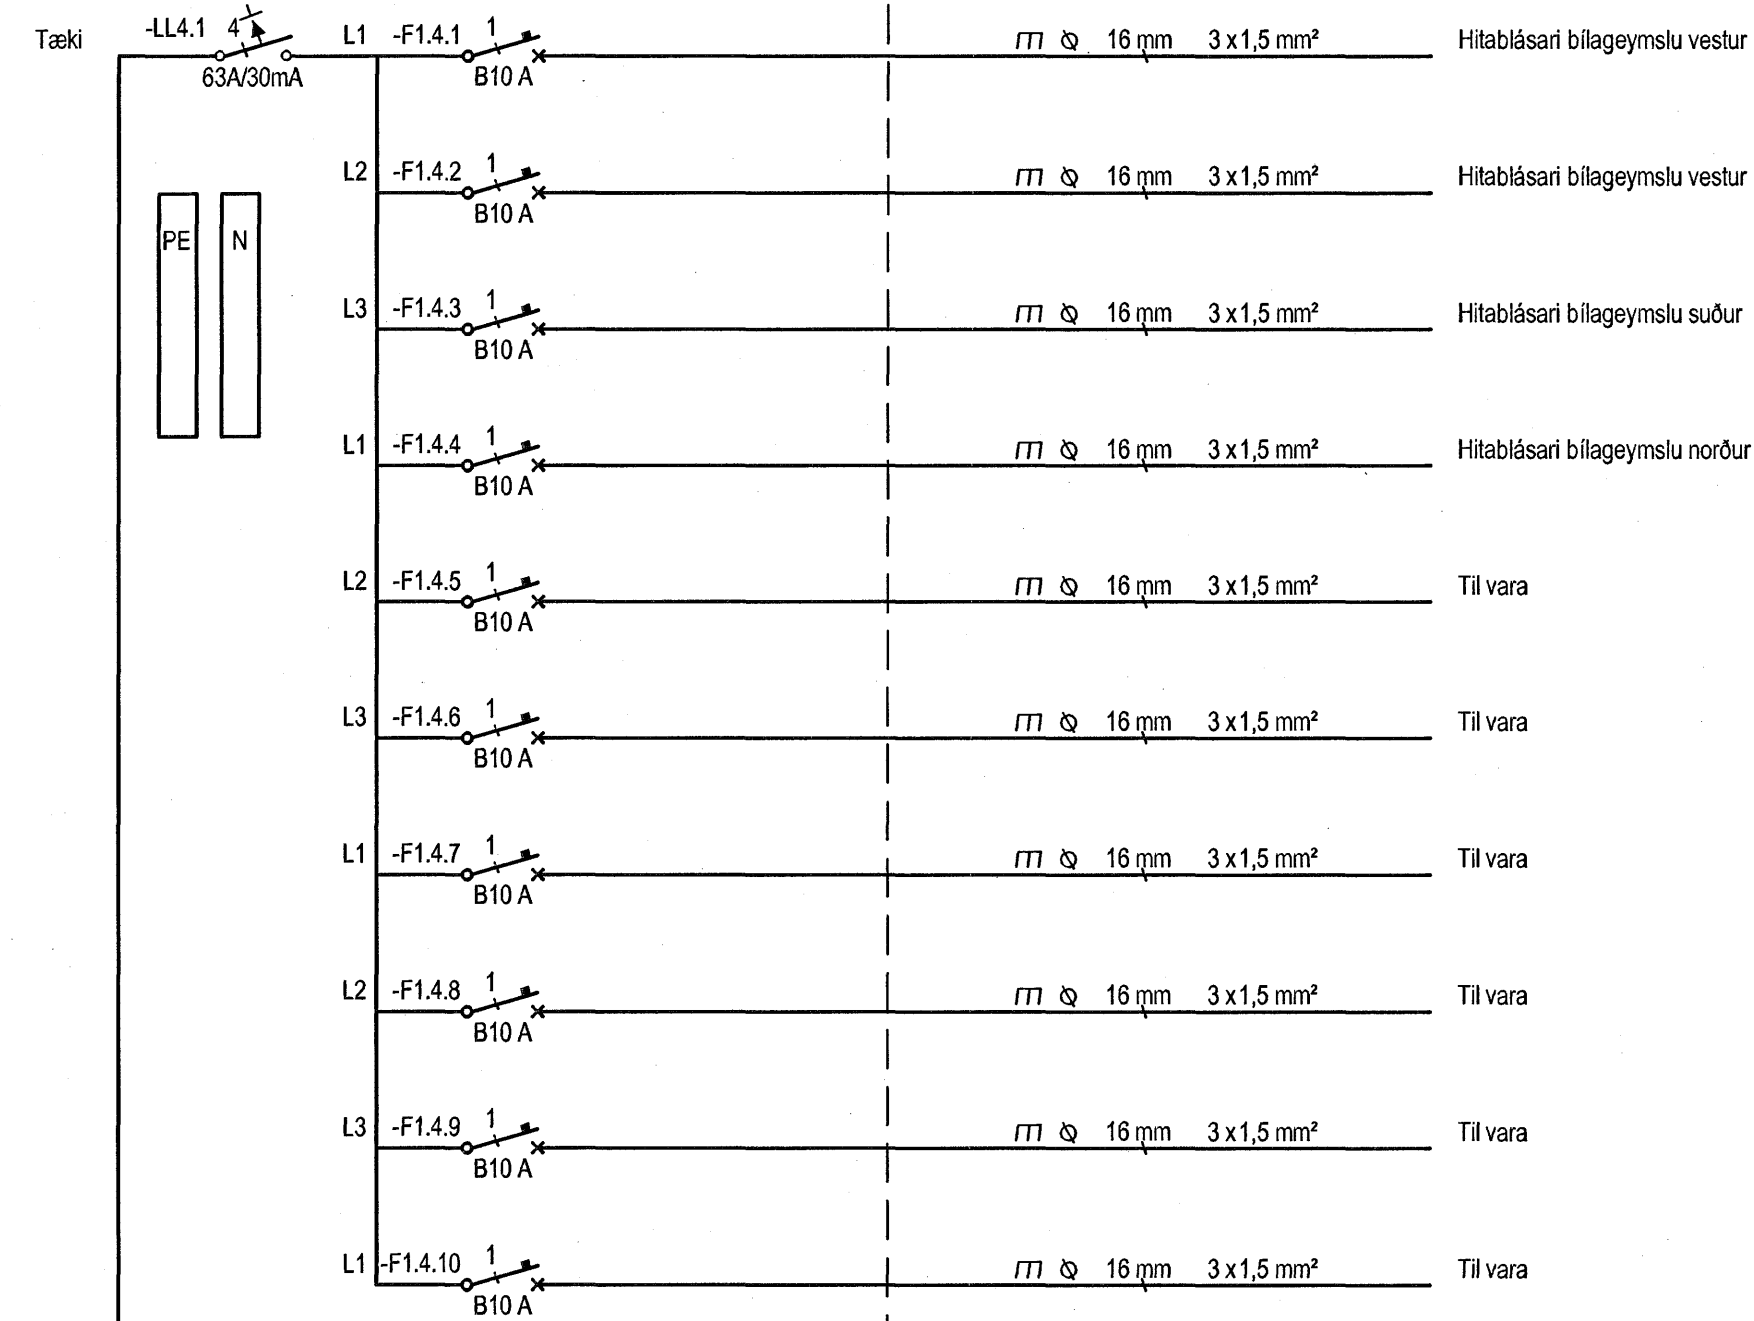 Tæki -LL4.1 4 L1 -F1.4.1 1 16 mm 3 x 1,5 mm² Hitablásari bílageymslu vestur
63A/30mA B10 A
L2 -F1.4.2 1 16 mm 3 x 1,5 mm² Hitablásari bílageymslu vestur
B10 A
PE N
L3 -F1.4.3 1 16 mm 3 x 1,5 mm² Hitablásari bílageymslu suður
B10 A
L1 -F1.4.4 1 16 mm 3 x 1,5 mm² Hitablásari bílageymslu norður
B10 A
L2 -F1.4.5 1 16 mm 3 x 1,5 mm² Til vara
B10 A
L3 -F1.4.6 1 16 mm 3 x 1,5 mm² Til vara
B10 A
L1 -F1.4.7 1 16 mm 3 x 1,5 mm² Til vara
B10 A
L2 -F1.4.8 1 16 mm 3 x 1,5 mm² Til vara
B10 A
L3 -F1.4.9 1 16 mm 3 x 1,5 mm² Til vara
B10 A
L1 -F1.4.10 1 16 mm 3 x 1,5 mm² Til vara
B10 A